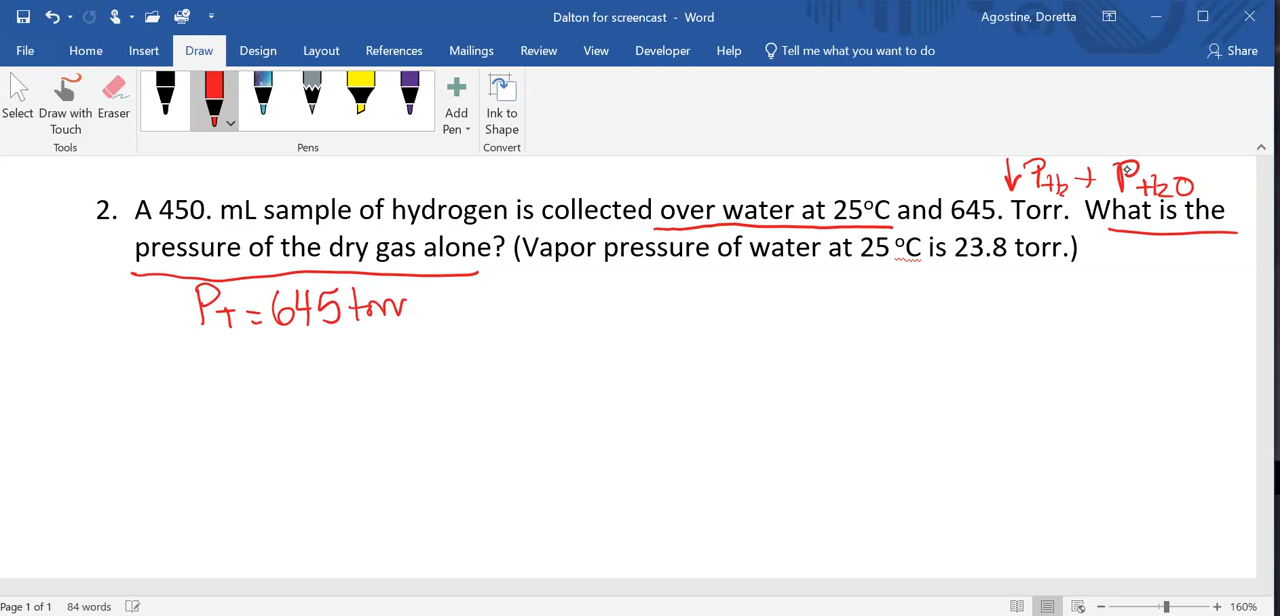 Dalton for screencast - Word
Agostine, Doretta
File Home Insert Draw Design Layout References Mailings Review View Developer Help Tell me what you want to do Share
Select Draw with Touch Eraser Add Pen Ink to Shape
Tools Pens Convert
↓ P H2 + P H2O
2. A 450. mL sample of hydrogen is collected over water at 25°C and 645. Torr. What is the
pressure of the dry gas alone? (Vapor pressure of water at 25 °C is 23.8 torr.)
PT = 645 torr
Page 1 of 1 84 words 160%